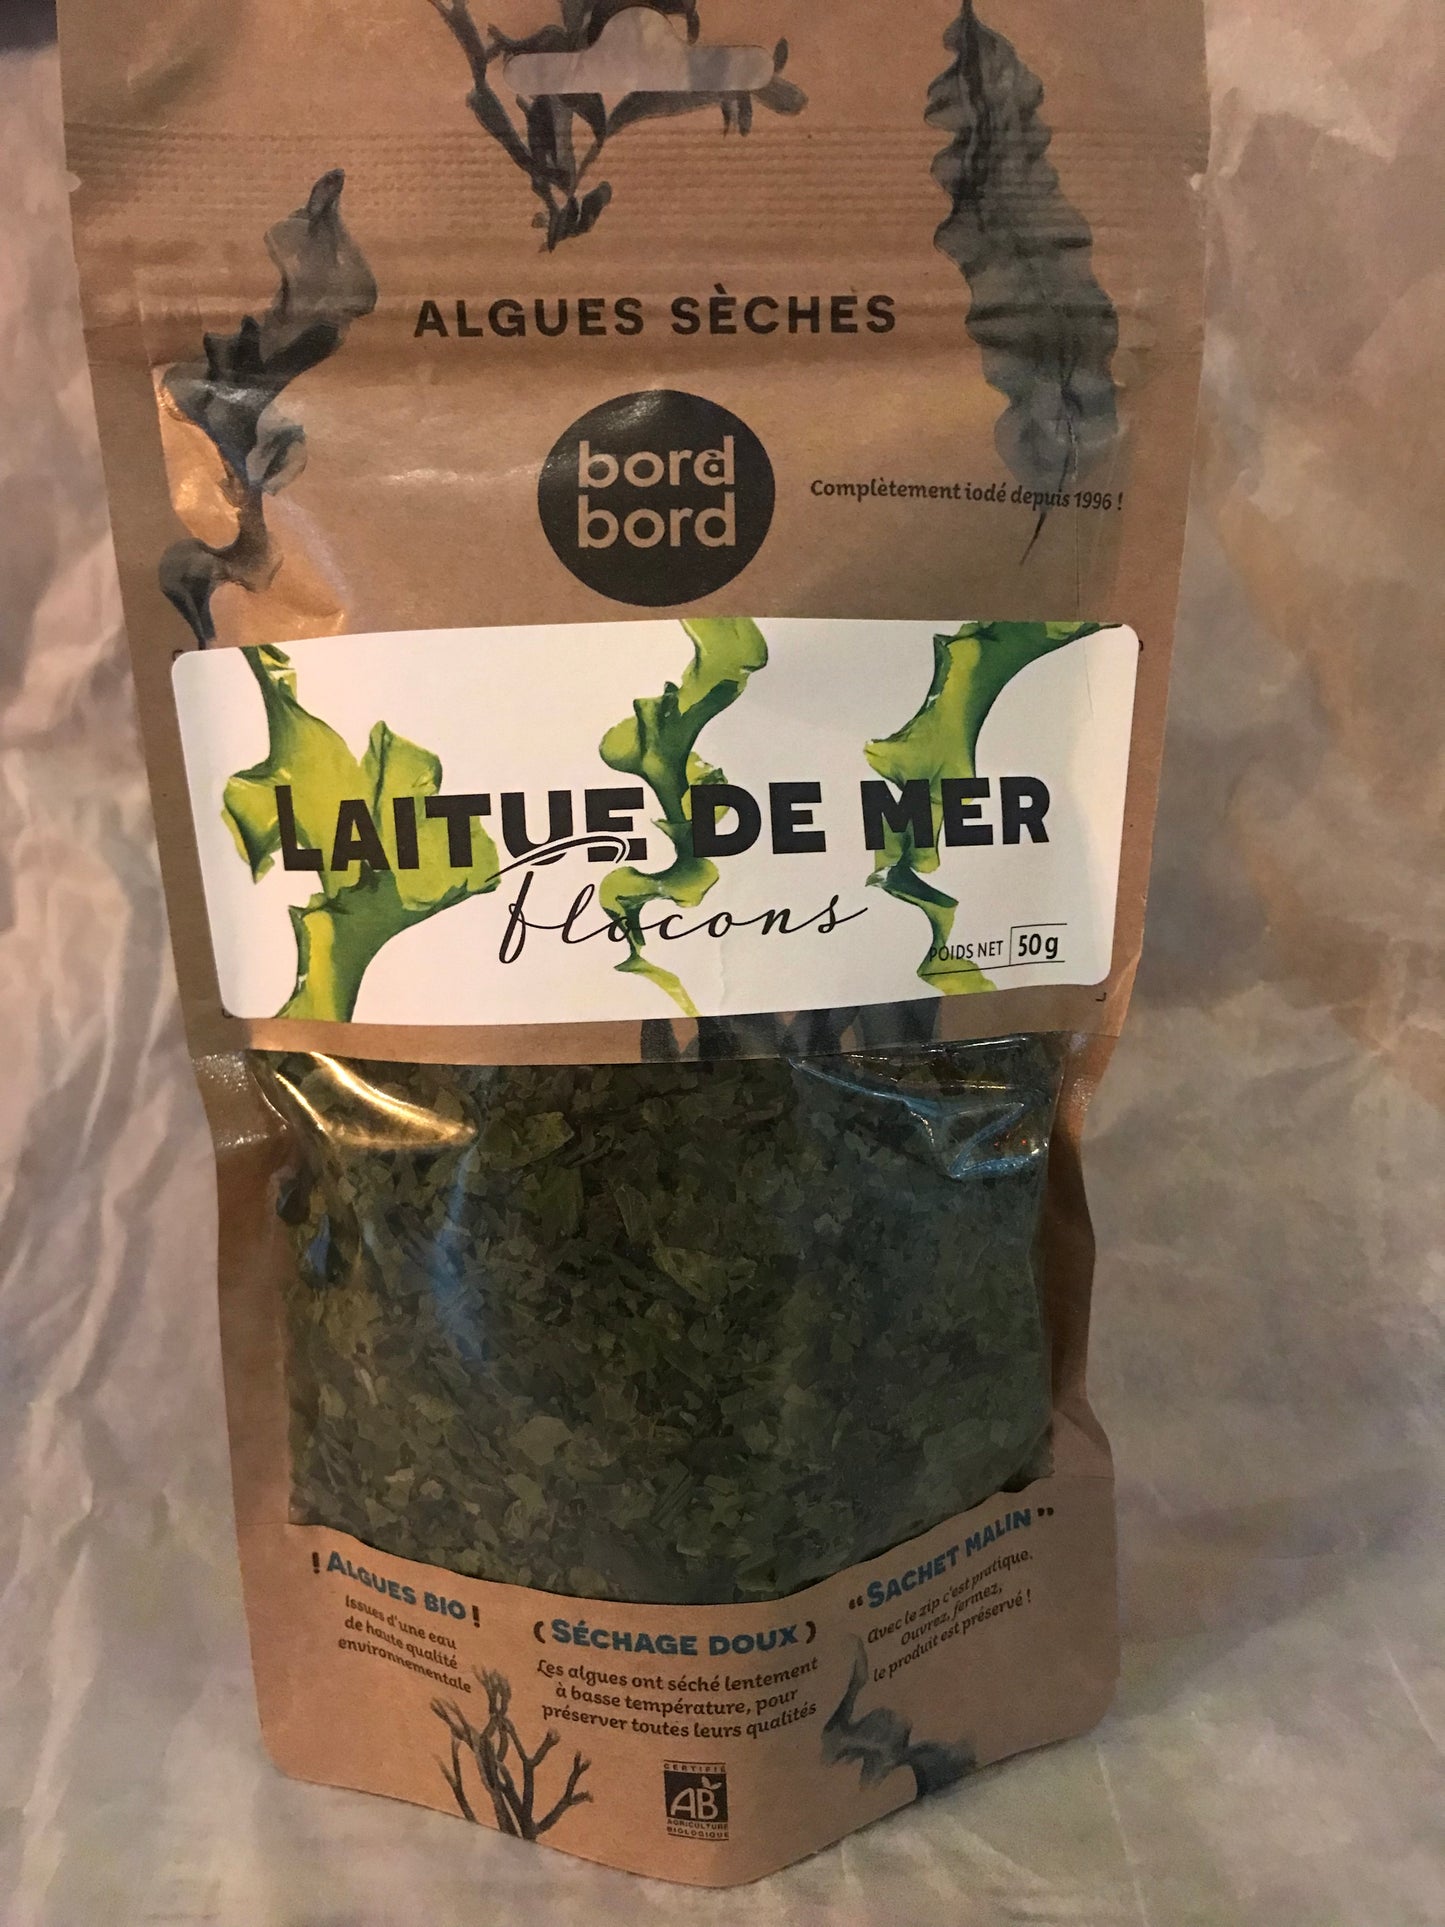 ALGUES SÈCHES
bord à
bord
Complètement iodé depuis 1996 !
LAITUE DE MER
flocons
POIDS NET 50g
! ALGUES BIO !
Issues d'une eau
de haute qualité
environnementale
( SÉCHAGE DOUX )
Les algues ont séché lentement
à basse température, pour
préserver toutes leurs qualités
“ SACHET MALIN ”
Avec le zip c'est pratique.
Ouvrez, fermez,
le produit est préservé !
CERTIFIÉ
AB
AGRICULTURE
BIOLOGIQUE